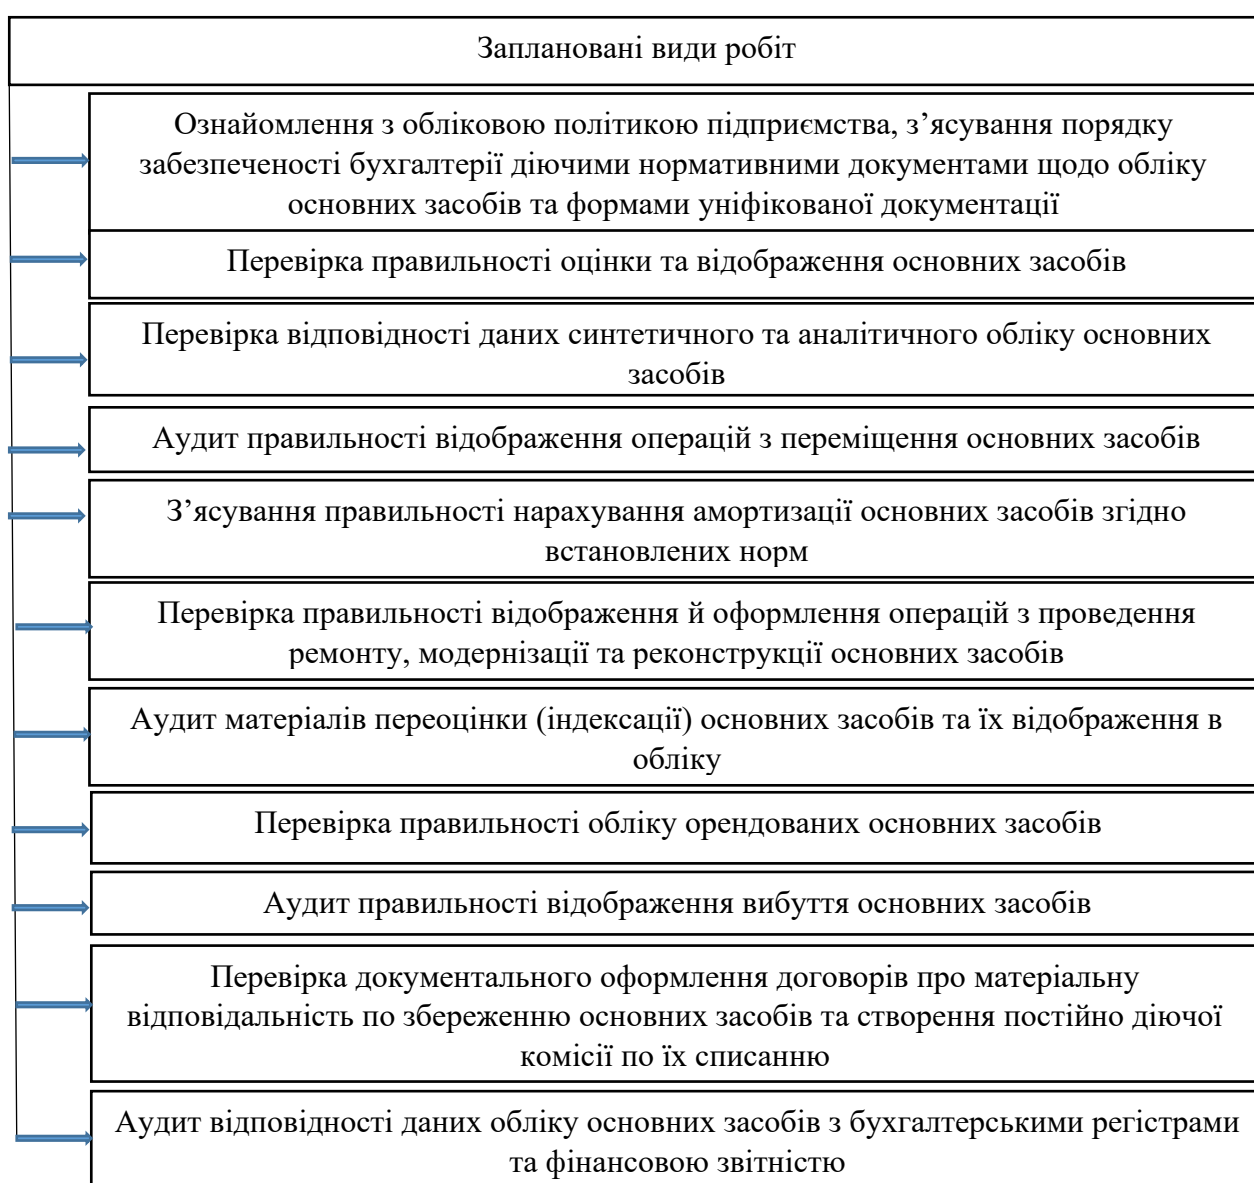 Заплановані види робіт
Ознайомлення з обліковою політикою підприємства, з’ясування порядку
забезпеченості бухгалтерії діючими нормативними документами щодо обліку
основних засобів та формами уніфікованої документації
Перевірка правильності оцінки та відображення основних засобів
Перевірка відповідності даних синтетичного та аналітичного обліку основних
засобів
Аудит правильності відображення операцій з переміщення основних засобів
З’ясування правильності нарахування амортизації основних засобів згідно
встановлених норм
Перевірка правильності відображення й оформлення операцій з проведення
ремонту, модернізації та реконструкції основних засобів
Аудит матеріалів переоцінки (індексації) основних засобів та їх відображення в
обліку
Перевірка правильності обліку орендованих основних засобів
Аудит правильності відображення вибуття основних засобів
Перевірка документального оформлення договорів про матеріальну
відповідальність по збереженню основних засобів та створення постійно діючої
комісії по їх списанню
Аудит відповідності даних обліку основних засобів з бухгалтерськими регістрами
та фінансовою звітністю